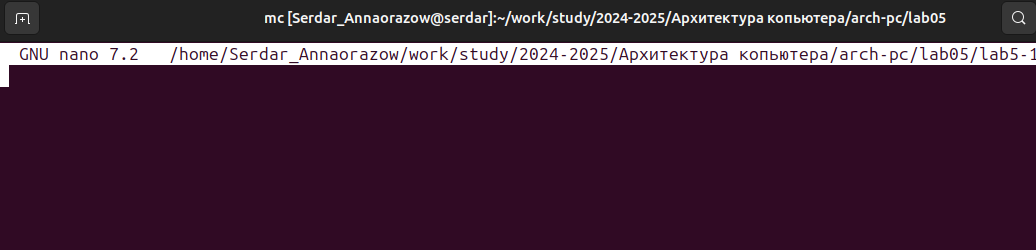 mc [Serdar_Annaorazow@serdar]:~/work/study/2024-2025/Архитектура копьютера/arch-pc/lab05
GNU nano 7.2 /home/Serdar_Annaorazow/work/study/2024-2025/Архитектура копьютера/arch-pc/lab05/lab5-1